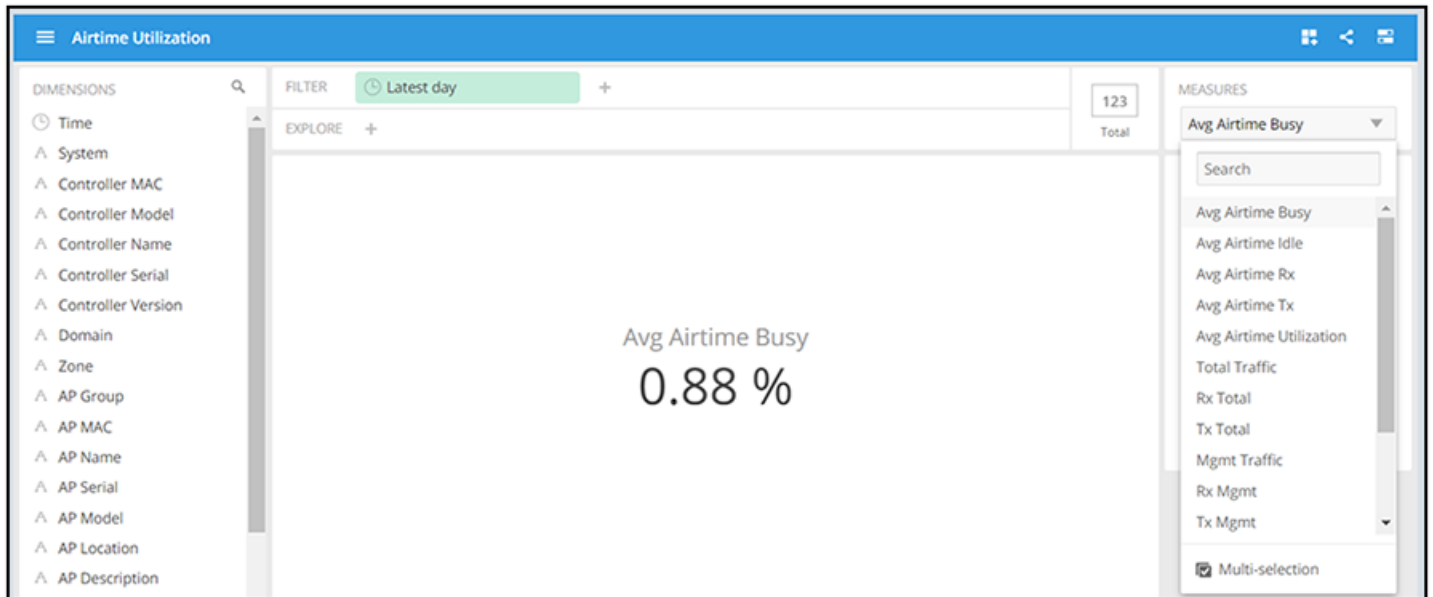 Airtime Utilization
DIMENSIONS
Time
System
Controller MAC
Controller Model
Controller Name
Controller Serial
Controller Version
Domain
Zone
AP Group
AP MAC
AP Name
AP Serial
AP Model
AP Location
AP Description
FILTER
Latest day
+
EXPLORE +
123
Total
Avg Airtime Busy
0.88 %
MEASURES
Avg Airtime Busy
Search
Avg Airtime Busy
Avg Airtime Idle
Avg Airtime Rx
Avg Airtime Tx
Avg Airtime Utilization
Total Traffic
Rx Total
Tx Total
Mgmt Traffic
Rx Mgmt
Tx Mgmt
Multi-selection